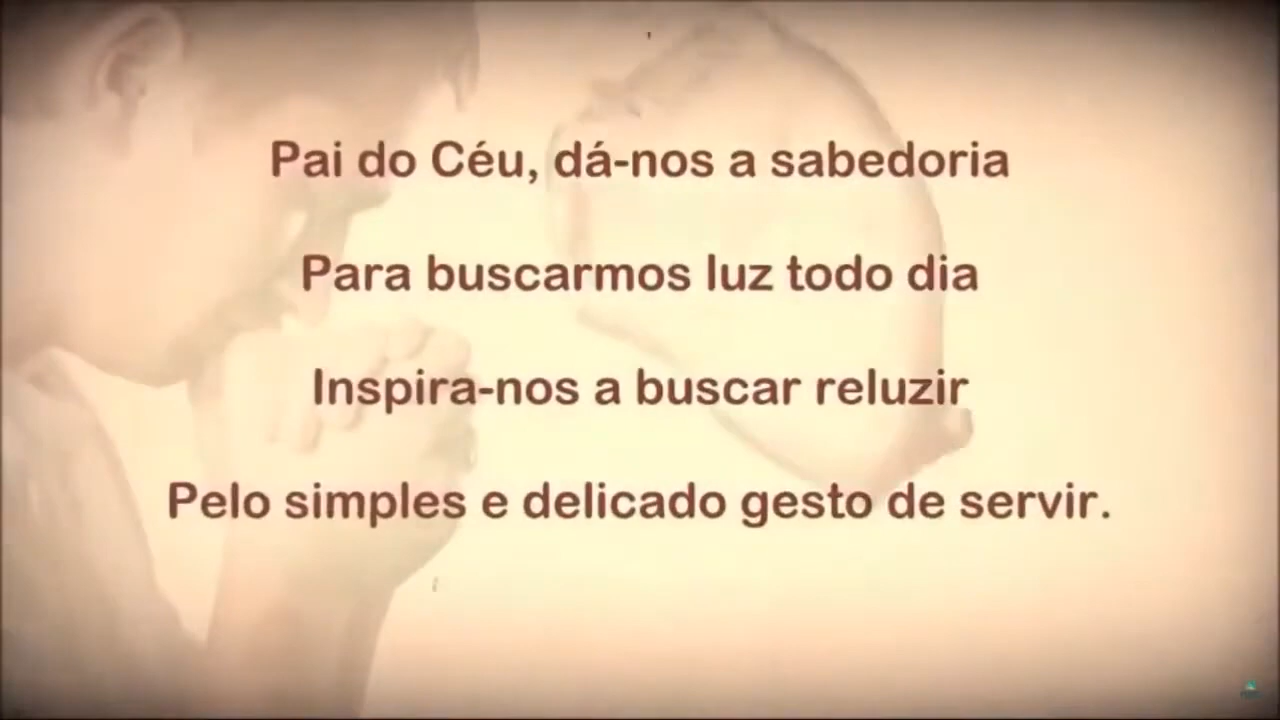 Pai do Céu, dá-nos a sabedoria
Para buscarmos luz todo dia
Inspira-nos a buscar reluzir
Pelo simples e delicado gesto de servir.